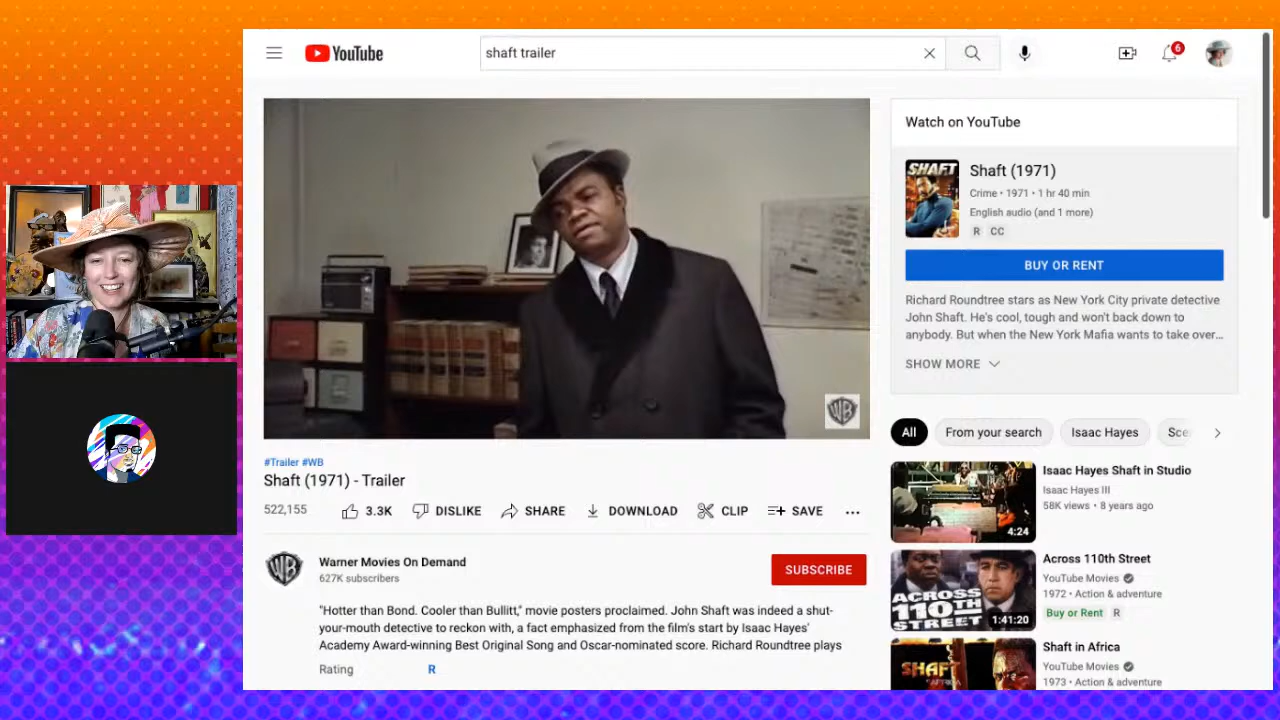 YouTube
shaft trailer
6
WB
#Trailer #WB
Shaft (1971) - Trailer
522,155
3.3K
DISLIKE
SHARE
DOWNLOAD
CLIP
SAVE
WB
Warner Movies On Demand
627K subscribers
SUBSCRIBE
"Hotter than Bond. Cooler than Bullitt," movie posters proclaimed. John Shaft was indeed a shut-
your-mouth detective to reckon with, a fact emphasized from the film's start by Isaac Hayes'
Academy Award-winning Best Original Song and Oscar-nominated score. Richard Roundtree plays
Rating
R
Watch on YouTube
SHAFT
Shaft (1971)
Crime • 1971 • 1 hr 40 min
English audio (and 1 more)
R CC
BUY OR RENT
Richard Roundtree stars as New York City private detective
John Shaft. He's cool, tough and won't back down to
anybody. But when the New York Mafia wants to take over...
SHOW MORE
All
From your search
Isaac Hayes
Sce
4:24
Isaac Hayes Shaft in Studio
Isaac Hayes III
58K views • 8 years ago
ACROSS
110TH
STREET
1:41:20
Across 110th Street
YouTube Movies
1972 • Action & adventure
Buy or Rent R
SHAFT
Shaft in Africa
YouTube Movies
1973 • Action & adventure